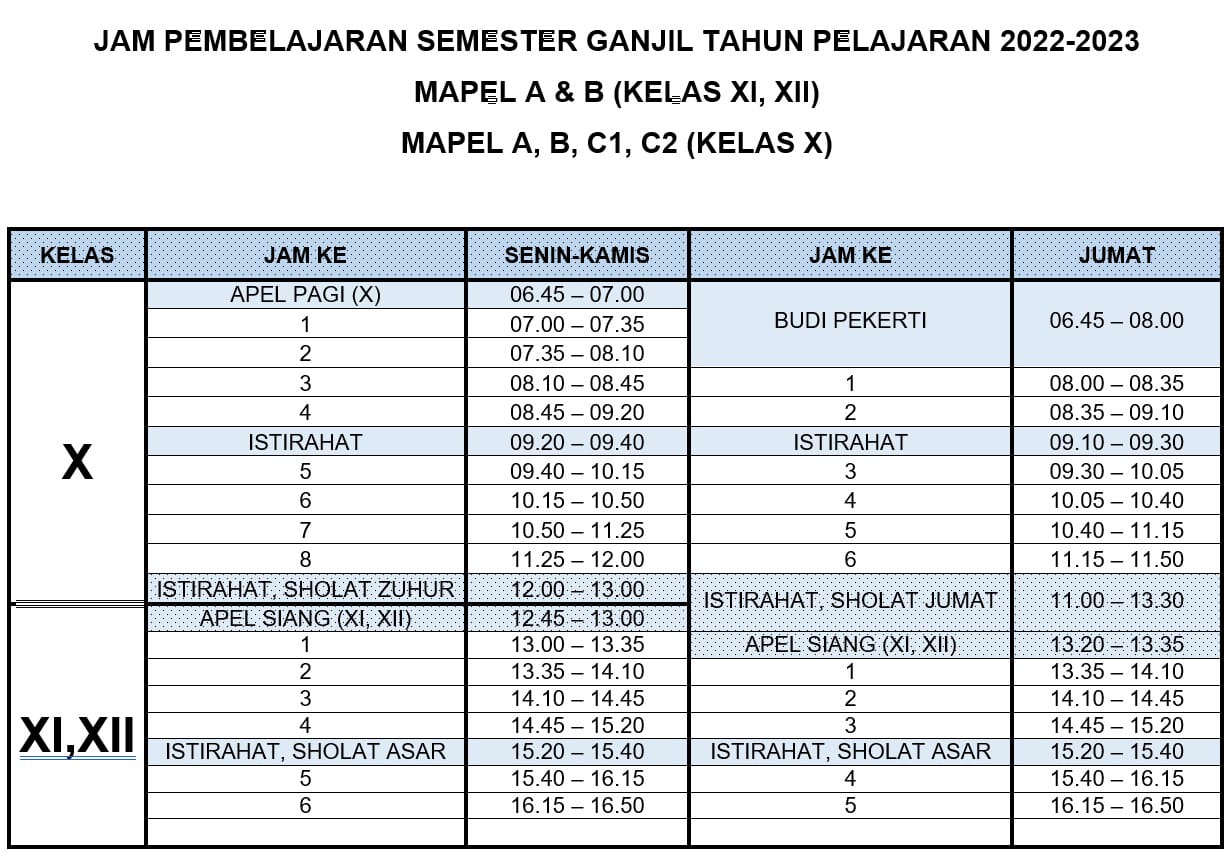 JAM PEMBELAJARAN SEMESTER GANJIL TAHUN PELAJARAN 2022-2023
MAPEL A & B (KELAS XI, XII)
MAPEL A, B, C1, C2 (KELAS X)
KELAS JAM KE SENIN-KAMIS JAM KE JUMAT
X
APEL PAGI (X) 06.45 – 07.00 BUDI PEKERTI 06.45 – 08.00
1 07.00 – 07.35
2 07.35 – 08.10
3 08.10 – 08.45 1 08.00 – 08.35
4 08.45 – 09.20 2 08.35 – 09.10
ISTIRAHAT 09.20 – 09.40 ISTIRAHAT 09.10 – 09.30
5 09.40 – 10.15 3 09.30 – 10.05
6 10.15 – 10.50 4 10.05 – 10.40
7 10.50 – 11.25 5 10.40 – 11.15
8 11.25 – 12.00 6 11.15 – 11.50
ISTIRAHAT, SHOLAT ZUHUR 12.00 – 13.00 ISTIRAHAT, SHOLAT JUMAT 11.00 – 13.30
XI,XII
APEL SIANG (XI, XII) 12.45 – 13.00
1 13.00 – 13.35 APEL SIANG (XI, XII) 13.20 – 13.35
2 13.35 – 14.10 1 13.35 – 14.10
3 14.10 – 14.45 2 14.10 – 14.45
4 14.45 – 15.20 3 14.45 – 15.20
ISTIRAHAT, SHOLAT ASAR 15.20 – 15.40 ISTIRAHAT, SHOLAT ASAR 15.20 – 15.40
5 15.40 – 16.15 4 15.40 – 16.15
6 16.15 – 16.50 5 16.15 – 16.50